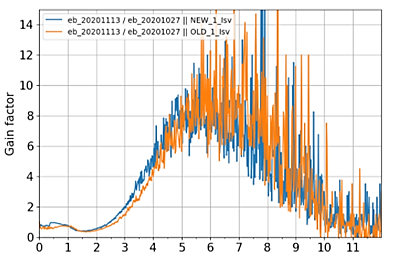 eb_20201113 / eb_20201027 || NEW_1_lsv
eb_20201113 / eb_20201027 || OLD_1_lsv
Gain factor
14
12
10
8
6
4
2
0
0 1 2 3 4 5 6 7 8 9 10 11